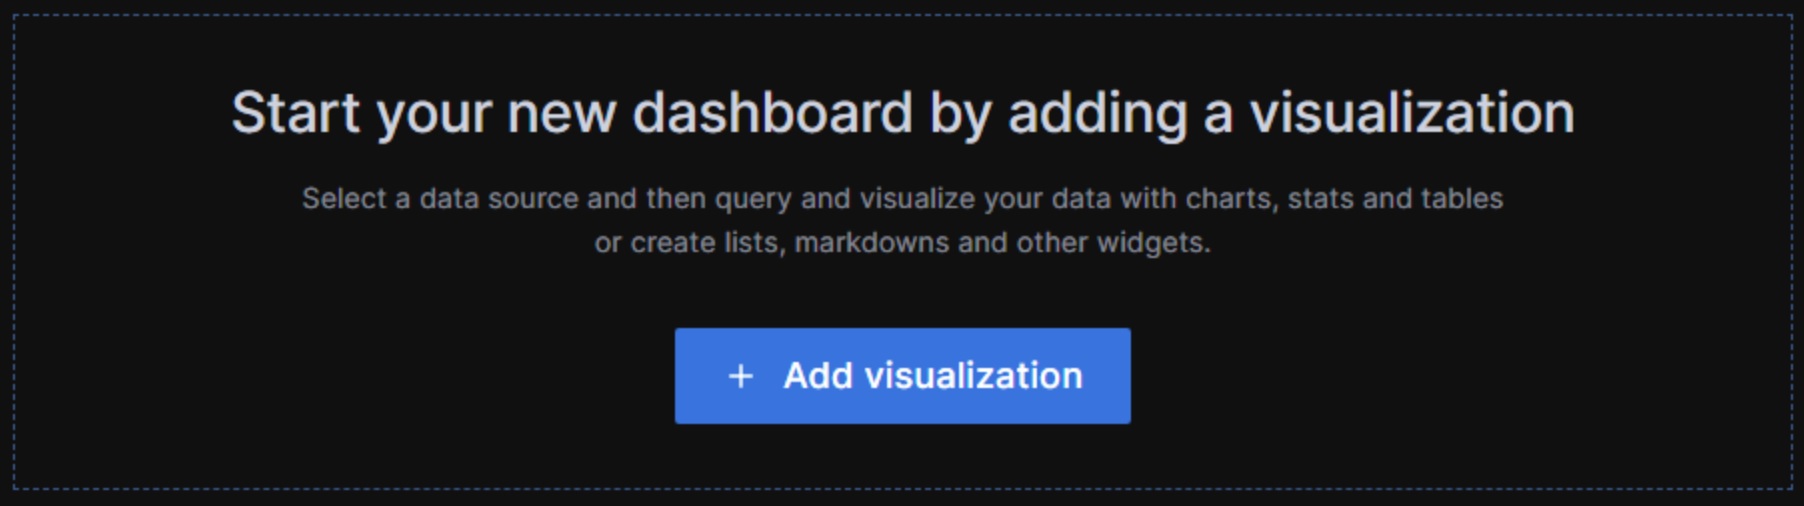 Start your new dashboard by adding a visualization
Select a data source and then query and visualize your data with charts, stats and tables
or create lists, markdowns and other widgets.
+ Add visualization